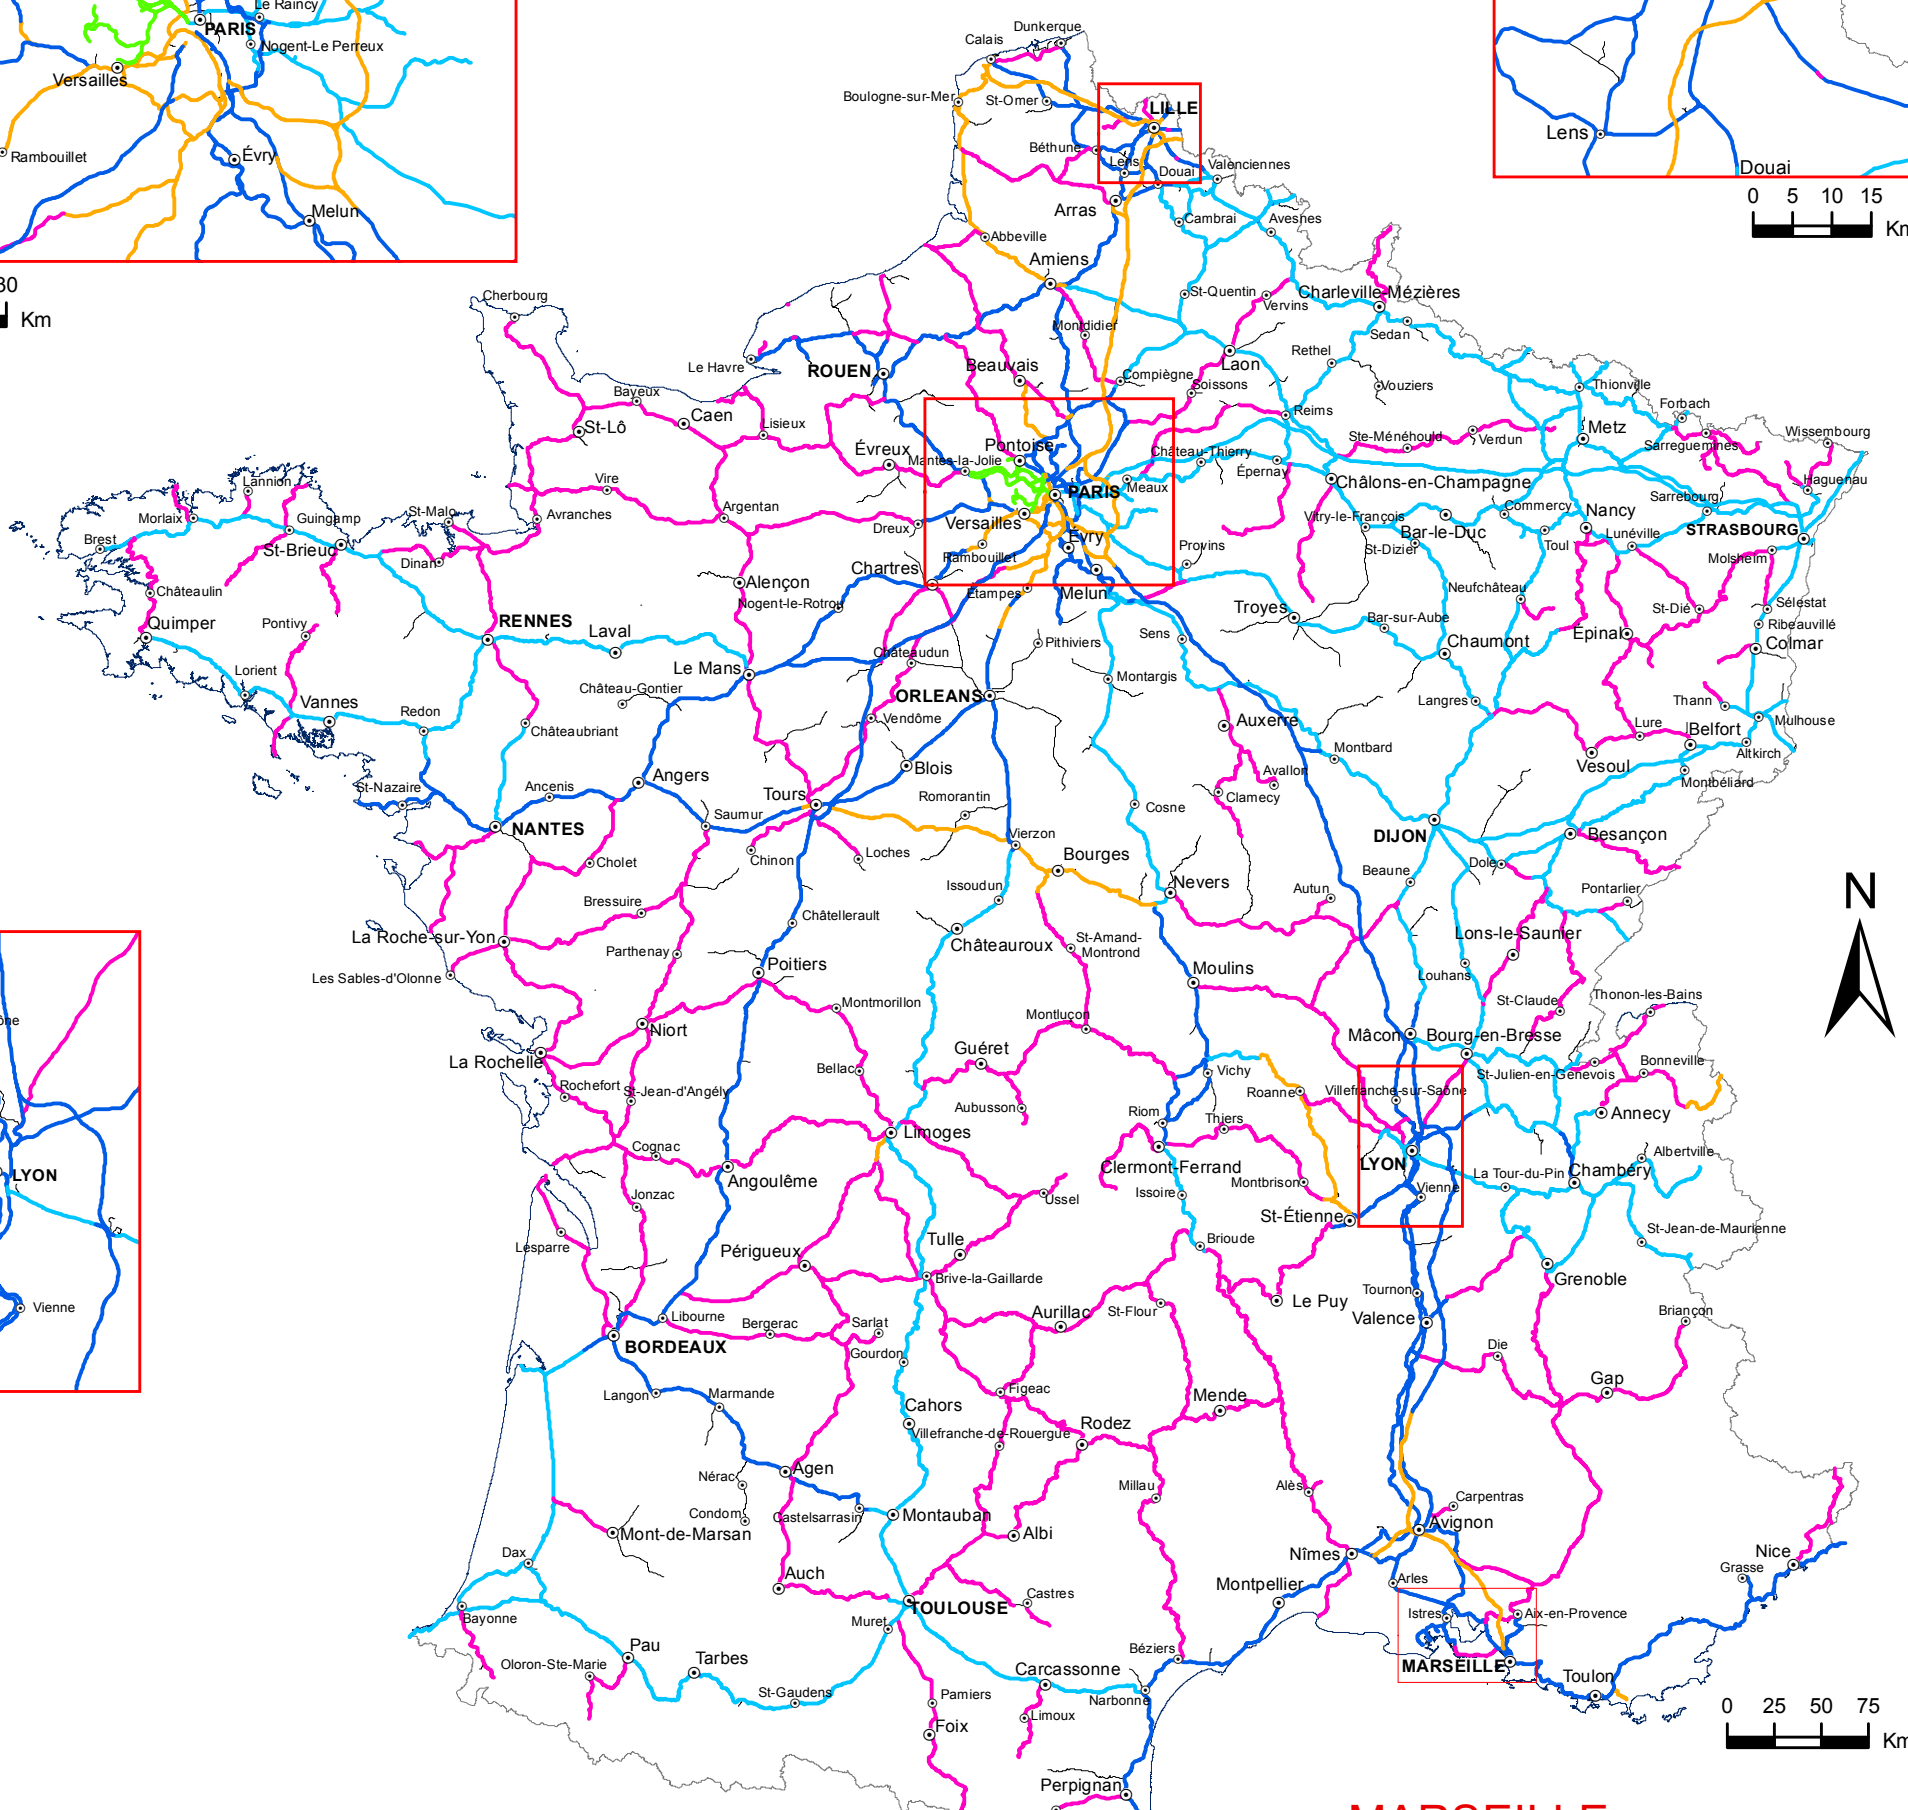 Le Raincy
PARIS
Nogent-Le Perreux
Versailles
Rambouillet
Évry
Melun
30
Km
Lens
Douai
0 5 10 15
Km
Dunkerque
Calais
Boulogne-sur-Mer
St-Omer
LILLE
Béthune
Lens
Douai
Valenciennes
Arras
Cambrai
Avesnes
Abbeville
Amiens
St-Quentin
Vervins
Charleville-Mézières
Sedan
Cherbourg
Montdidier
Le Havre
ROUEN
Beauvais
Compiègne
Laon
Soissons
Rethel
Vouziers
Thionville
Bayeux
Caen
St-Lô
Lisieux
Reims
Forbach
Metz
Ste-Ménéhould
Verdun
Sarreguemines
Wissembourg
Évreux
Mantes-la-Jolie
Pontoise
Château-Thierry
Épernay
PARIS
Meaux
Châlons-en-Champagne
Haguenau
Sarrebourg
Vire
Lannion
Morlaix
Guingamp
St-Malo
Avranches
Argentan
Dreux
Versailles
Vitry-le-François
Commercy
Nancy
Bar-le-Duc
Lunéville
STRASBOURG
Brest
St-Brieuc
Dinan
Évry
Rambouillet
Provins
St-Dizier
Toul
Molsheim
Châteaulin
Alençon
Chartres
Étampes
Melun
Nogent-le-Rotrou
Troyes
Bar-sur-Aube
Neufchâteau
St-Dié
Sélestat
Ribeauvillé
Quimper
Pontivy
RENNES
Laval
Pithiviers
Sens
Chaumont
Épinal
Colmar
Châteaudun
Le Mans
Lorient
Château-Gontier
ORLEANS
Montargis
Langres
Thann
Vannes
Redon
Châteaubriant
Vendôme
Auxerre
Lure
Belfort
Mulhouse
Montbard
Altkirch
Vesoul
Blois
Angers
Avallon
Clamecy
Montbéliard
St-Nazaire
Ancenis
Tours
Romorantin
Cosne
Saumur
NANTES
Vierzon
DIJON
Besançon
Cholet
Chinon
Loches
Bourges
Beaune
Dole
N
Issoudun
Nevers
Autun
Pontarlier
Bressuire
Châtellerault
La Roche-sur-Yon
Châteauroux
St-Amand-
Montrond
Lons-le-Saunier
Parthenay
Les Sables-d'Olonne
Poitiers
Moulins
Louhans
Montmorillon
St-Claude
Thonon-les-Bains
Niort
Montluçon
Mâcon
Bourg-en-Bresse
La Rochelle
Guéret
Bonneville
Bellac
Vichy
St-Julien-en-Genevois
Rochefort
St-Jean-d'Angély
Roanne
Villefranche-sur-Saône
Aubusson
Riom
Thiers
Annecy
Limoges
Cognac
Clermont-Ferrand
LYON
Albertville
Angoulême
Montbrison
La Tour-du-Pin
Chambéry
Issoire
Vienne
Jonzac
Ussel
St-Étienne
St-Jean-de-Maurienne
Lesparre
Périgueux
Tulle
Brioude
Brive-la-Gaillarde
Grenoble
Le Puy
Tournon
Libourne
Aurillac
St-Flour
Valence
Briançon
Bergerac
Sarlat
BORDEAUX
Gourdon
Die
Langon
Marmande
Figeac
Mende
Gap
Cahors
Villefranche-de-Rouergue
Rodez
Agen
Nérac
Millau
Alès
Carpentras
Condom
Castelsarrasin
Montauban
Avignon
Mont-de-Marsan
Albi
Dax
Nîmes
Nice
Grasse
Auch
Montpellier
Arles
Castres
Bayonne
TOULOUSE
Istres
Aix-en-Provence
Muret
Pau
Béziers
Oloron-Ste-Marie
Tarbes
Carcassonne
MARSEILLE
Toulon
St-Gaudens
Narbonne
Pamiers
Limoux
Foix
0 25 50 75
Km
Perpignan
MARSEILLE
LYON
Vienne